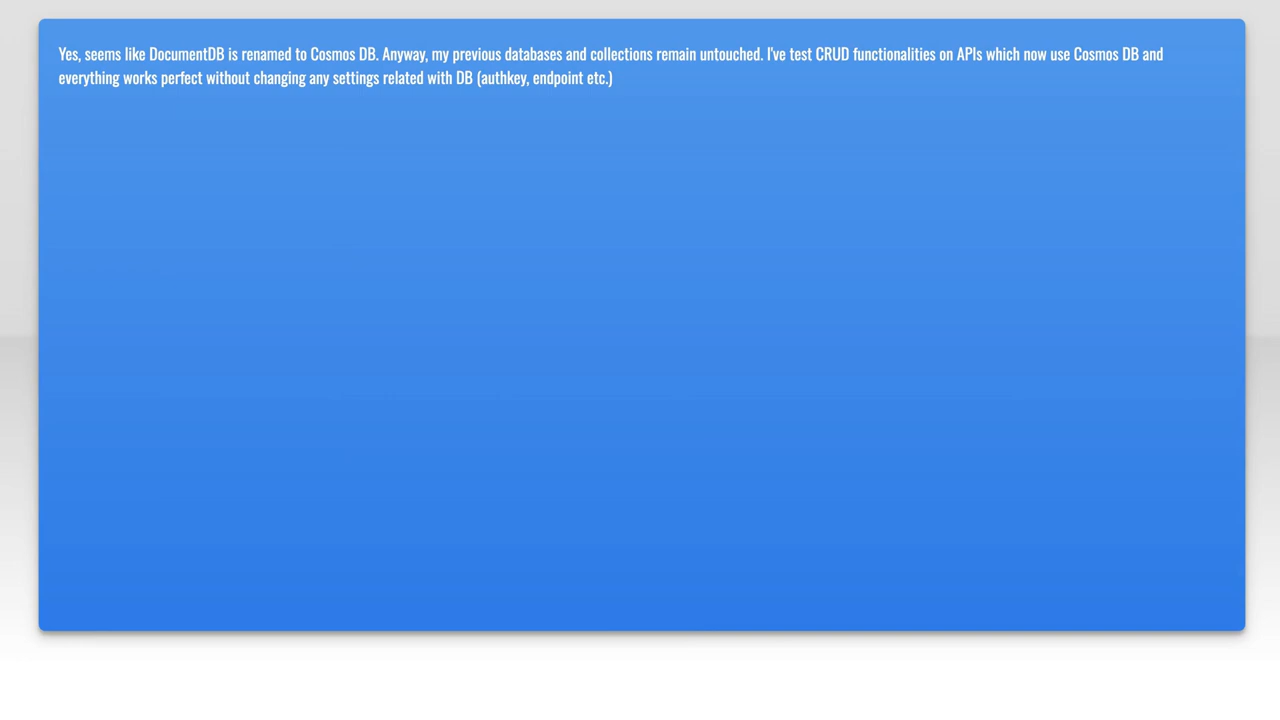 Yes, seems like DocumentDB is renamed to Cosmos DB. Anyway, my previous databases and collections remain untouched. I've test CRUD functionalities on APIs which now use Cosmos DB and
everything works perfect without changing any settings related with DB (authkey, endpoint etc.)